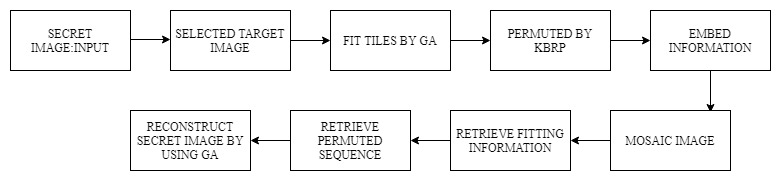 SECRET
IMAGE:INPUT
SELECTED TARGET
IMAGE
FIT TILES BY GA
PERMUTED BY
KBRP
EMBED
INFORMATION
MOSAIC IMAGE
RETRIEVE FITTING
INFORMATION
RETRIEVE
PERMUTED
SEQUENCE
RECONSTRUCT
SECRET IMAGE BY
USING GA